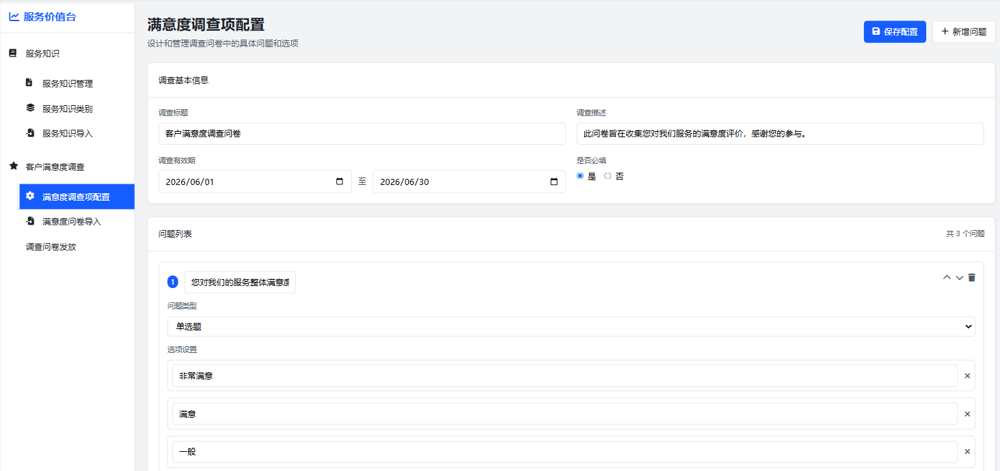 服务价值台
服务知识
服务知识管理
服务知识类别
服务知识导入
客户满意度调查
满意度调查项配置
满意度问卷导入
调查问卷发放
满意度调查项配置
设计和管理调查问卷中的具体问题和选项
保存配置
新增问题
调查基本信息
调查标题
调查描述
客户满意度调查问卷
此问卷旨在收集您对我们服务的满意度评价，感谢您的参与。
调查有效期
是否必填
2026/06/01 至 2026/06/30
是 否
问题列表
共 3 个问题
1 您对我们的服务整体满意度
问题类型
单选题
选项设置
非常满意
满意
一般